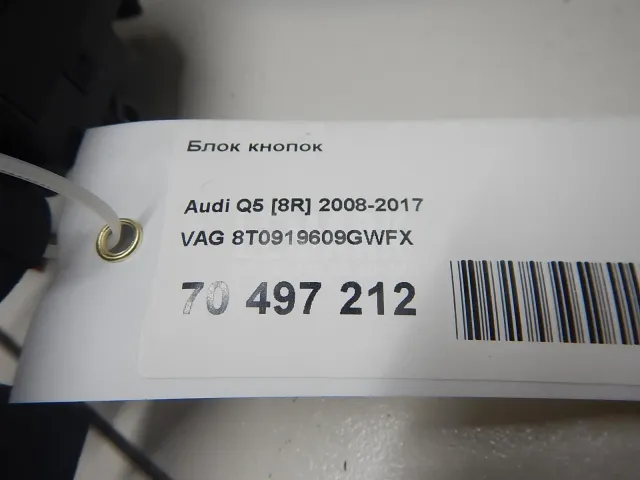 Блок кнопок
Audi Q5 [8R] 2008-2017
VAG 8T0919609GWFX
70 497 212